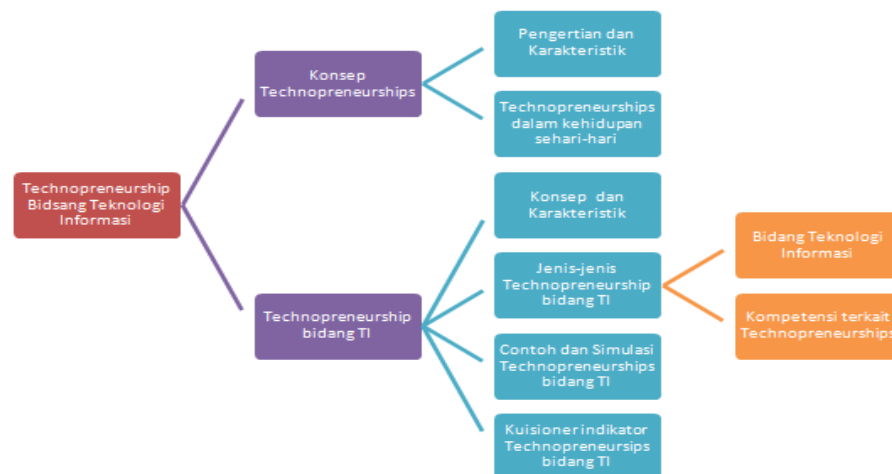 Technopreneurship
Bidsang Teknologi
Informasi
Konsep
Technopreneurships
Pengertian dan
Karakteristik
Technopreneurships
dalam kehidupan
sehari-hari
Technopreneurship
bidang TI
Konsep dan
Karakteristik
Jenis-jenis
Technopreneurship
bidang TI
Bidang Teknologi
Informasi
Kompetensi terkait
Technopreneurships
Contoh dan Simulasi
Technopreneurships
bidang TI
Kuisioner indikator
Technopreneursips
bidang TI